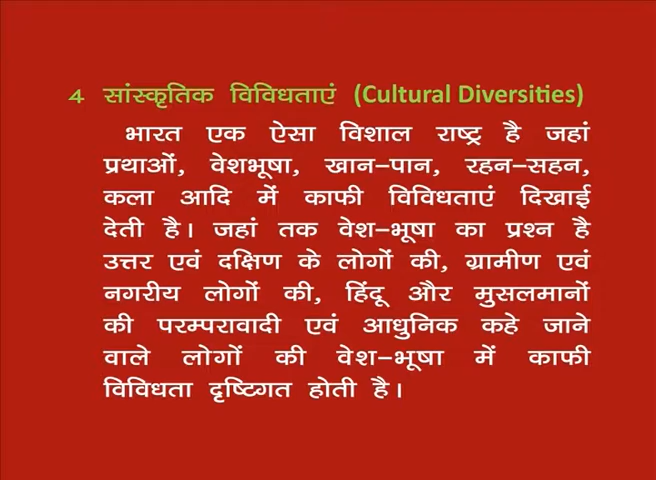 4 सांस्कृतिक विविधताएं (Cultural Diversities)
भारत एक ऐसा विशाल राष्ट्र है जहां
प्रथाओं, वेशभूषा, खान–पान, रहन–सहन,
कला आदि में काफी विविधताएं दिखाई
देती है। जहां तक वेश–भूषा का प्रश्न है
उत्तर एवं दक्षिण के लोगों की, ग्रामीण एवं
नगरीय लोगों की, हिंदू और मुसलमानों
की परम्परावादी एवं आधुनिक कहे जाने
वाले लोगों की वेश–भूषा में काफी
विविधता दृष्टिगत होती है।